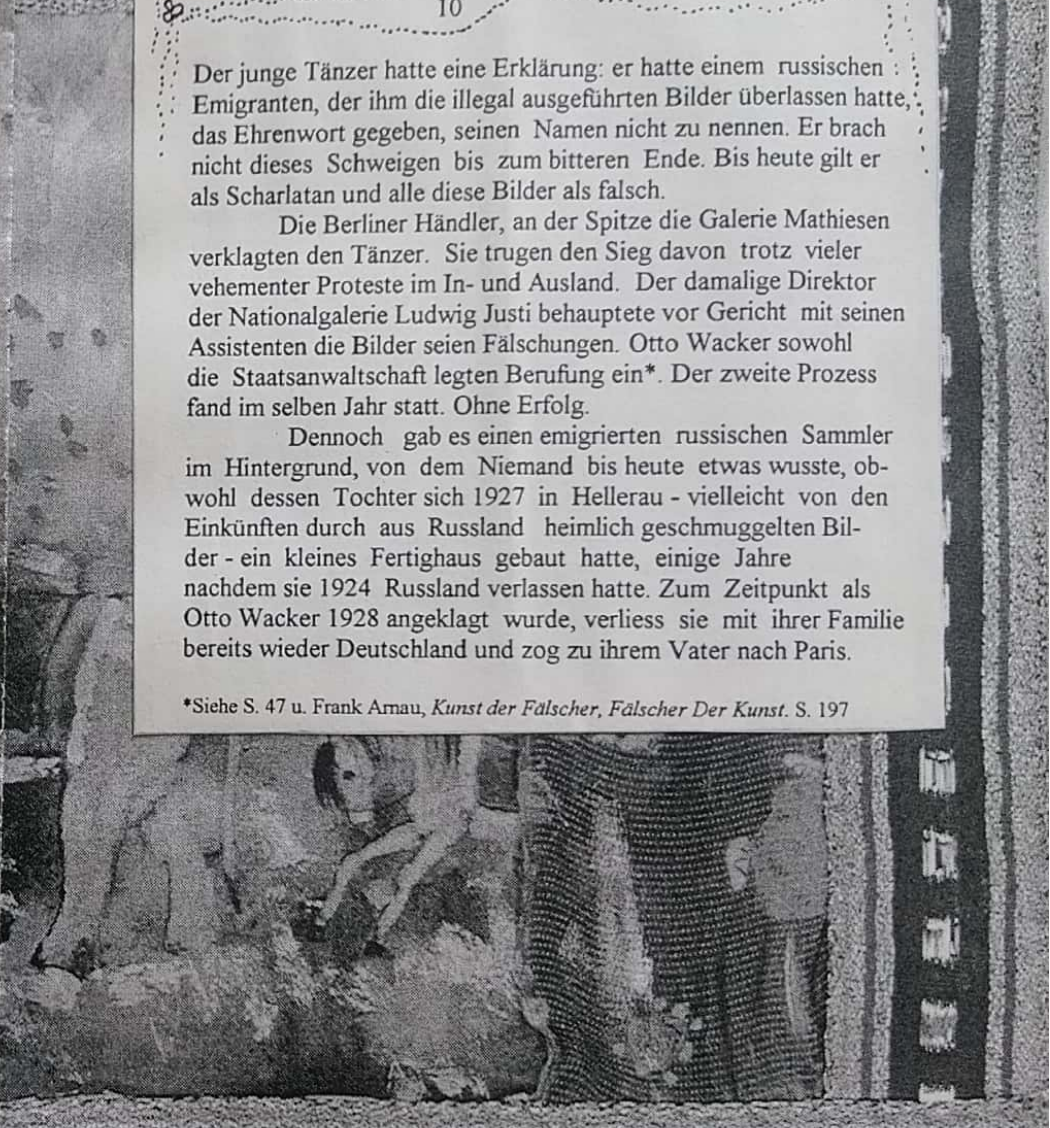 10
Der junge Tänzer hatte eine Erklärung: er hatte einem russischen
Emigranten, der ihm die illegal ausgeführten Bilder überlassen hatte,
das Ehrenwort gegeben, seinen Namen nicht zu nennen. Er brach
nicht dieses Schweigen bis zum bitteren Ende. Bis heute gilt er
als Scharlatan und alle diese Bilder als falsch.
Die Berliner Händler, an der Spitze die Galerie Mathiesen
verklagten den Tänzer. Sie trugen den Sieg davon trotz vieler
vehementer Proteste im In- und Ausland. Der damalige Direktor
der Nationalgalerie Ludwig Justi behauptete vor Gericht mit seinen
Assistenten die Bilder seien Fälschungen. Otto Wacker sowohl
die Staatsanwaltschaft legten Berufung ein*. Der zweite Prozess
fand im selben Jahr statt. Ohne Erfolg.
Dennoch gab es einen emigrierten russischen Sammler
im Hintergrund, von dem Niemand bis heute etwas wusste, ob-
wohl dessen Tochter sich 1927 in Hellerau - vielleicht von den
Einkünften durch aus Russland heimlich geschmuggelten Bil-
der - ein kleines Fertighaus gebaut hatte, einige Jahre
nachdem sie 1924 Russland verlassen hatte. Zum Zeitpunkt als
Otto Wacker 1928 angeklagt wurde, verliess sie mit ihrer Familie
bereits wieder Deutschland und zog zu ihrem Vater nach Paris.
*Siehe S. 47 u. Frank Arnau, Kunst der Fälscher, Fälscher Der Kunst. S. 197